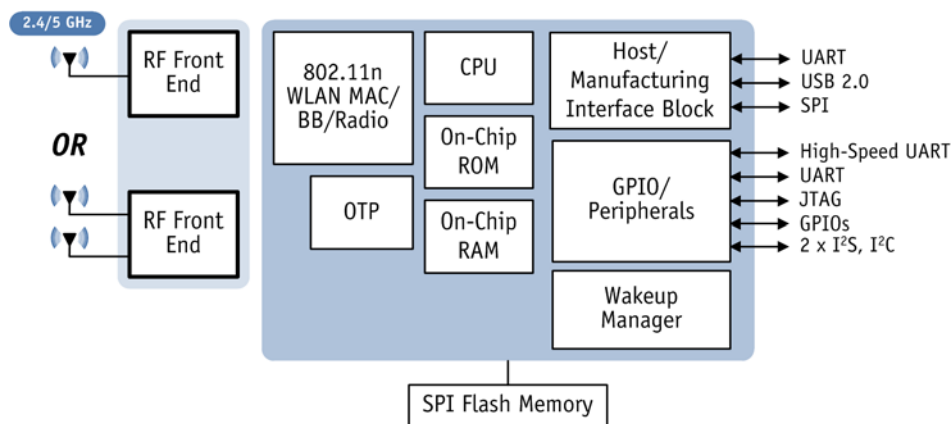 2.4/5 GHz
RF Front
End
OR
RF Front
End
802.11n
WLAN MAC/
BB/Radio
OTP
CPU
On-Chip
ROM
On-Chip
RAM
Host/
Manufacturing
Interface Block
GPIO/
Peripherals
Wakeup
Manager
UART
USB 2.0
SPI
High-Speed UART
UART
JTAG
GPIOs
2 x I²S, I²C
SPI Flash Memory